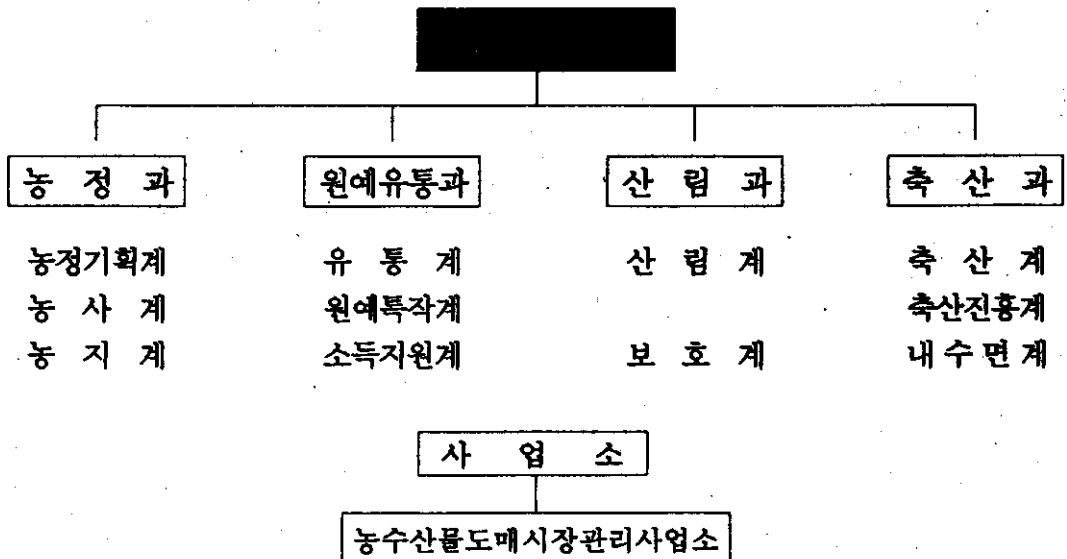 농 정 과 원예유통과 산 림 과 축 산 과
농정기획계 유 통 계 산 림 계 축 산 계
농 사 계 원예특작계 축산진흥계
농 지 계 소득지원계 보 호 계 내수면계
사 업 소
농수산물도매시장관리사업소